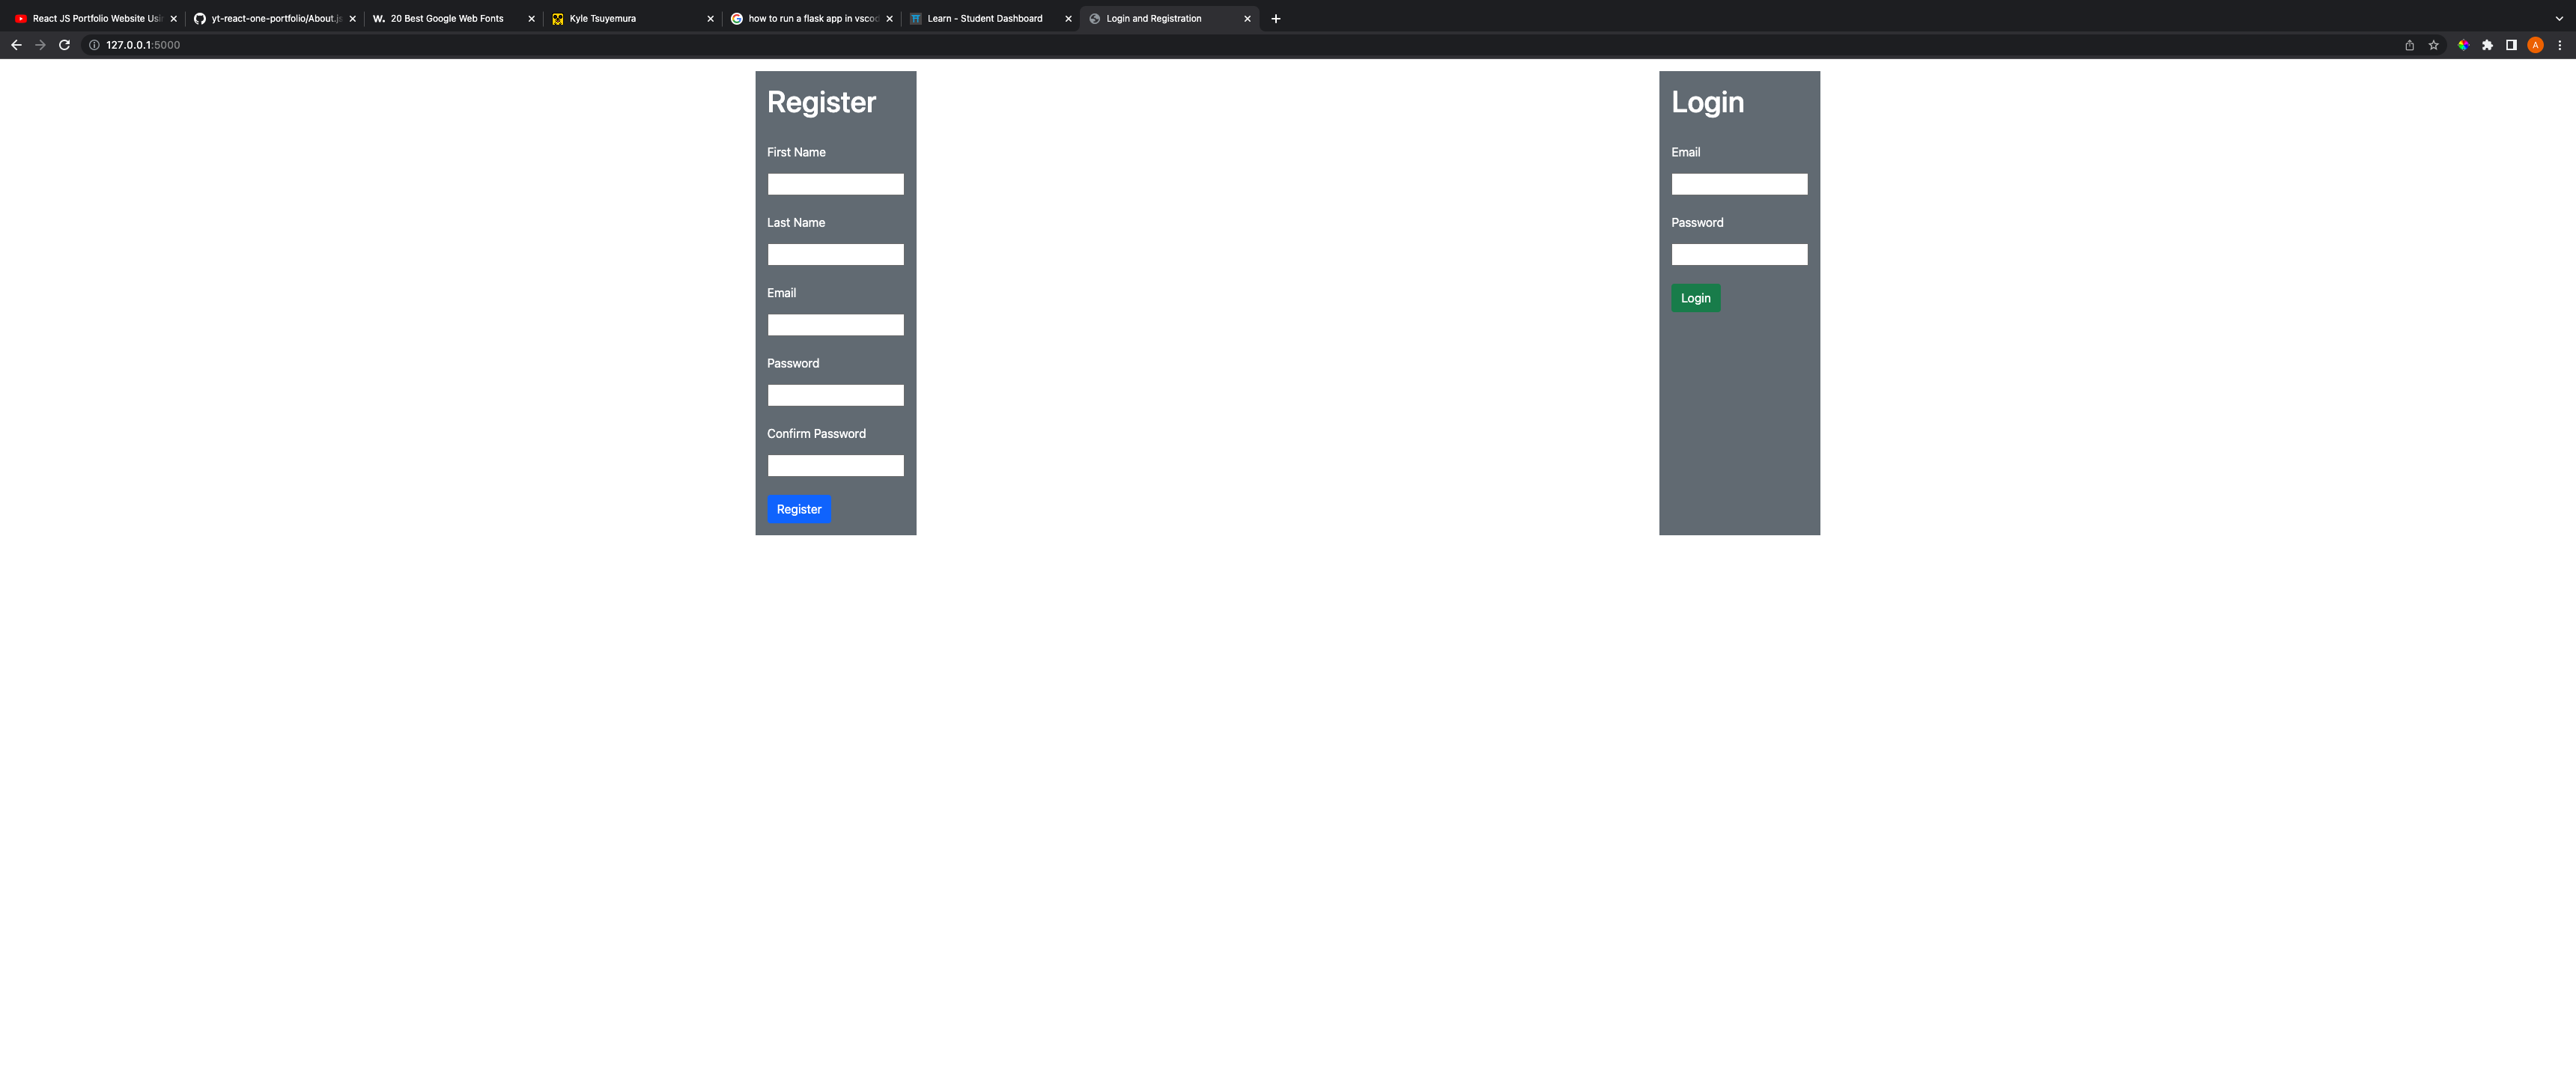 React JS Portfolio Website Usin
yt-react-one-portfolio/About.js
W. 20 Best Google Web Fonts
Kyle Tsuyemura
how to run a flask app in vscod
Learn - Student Dashboard
Login and Registration
127.0.0.1:5000
A
Register
First Name
Last Name
Email
Password
Confirm Password
Register
Login
Email
Password
Login